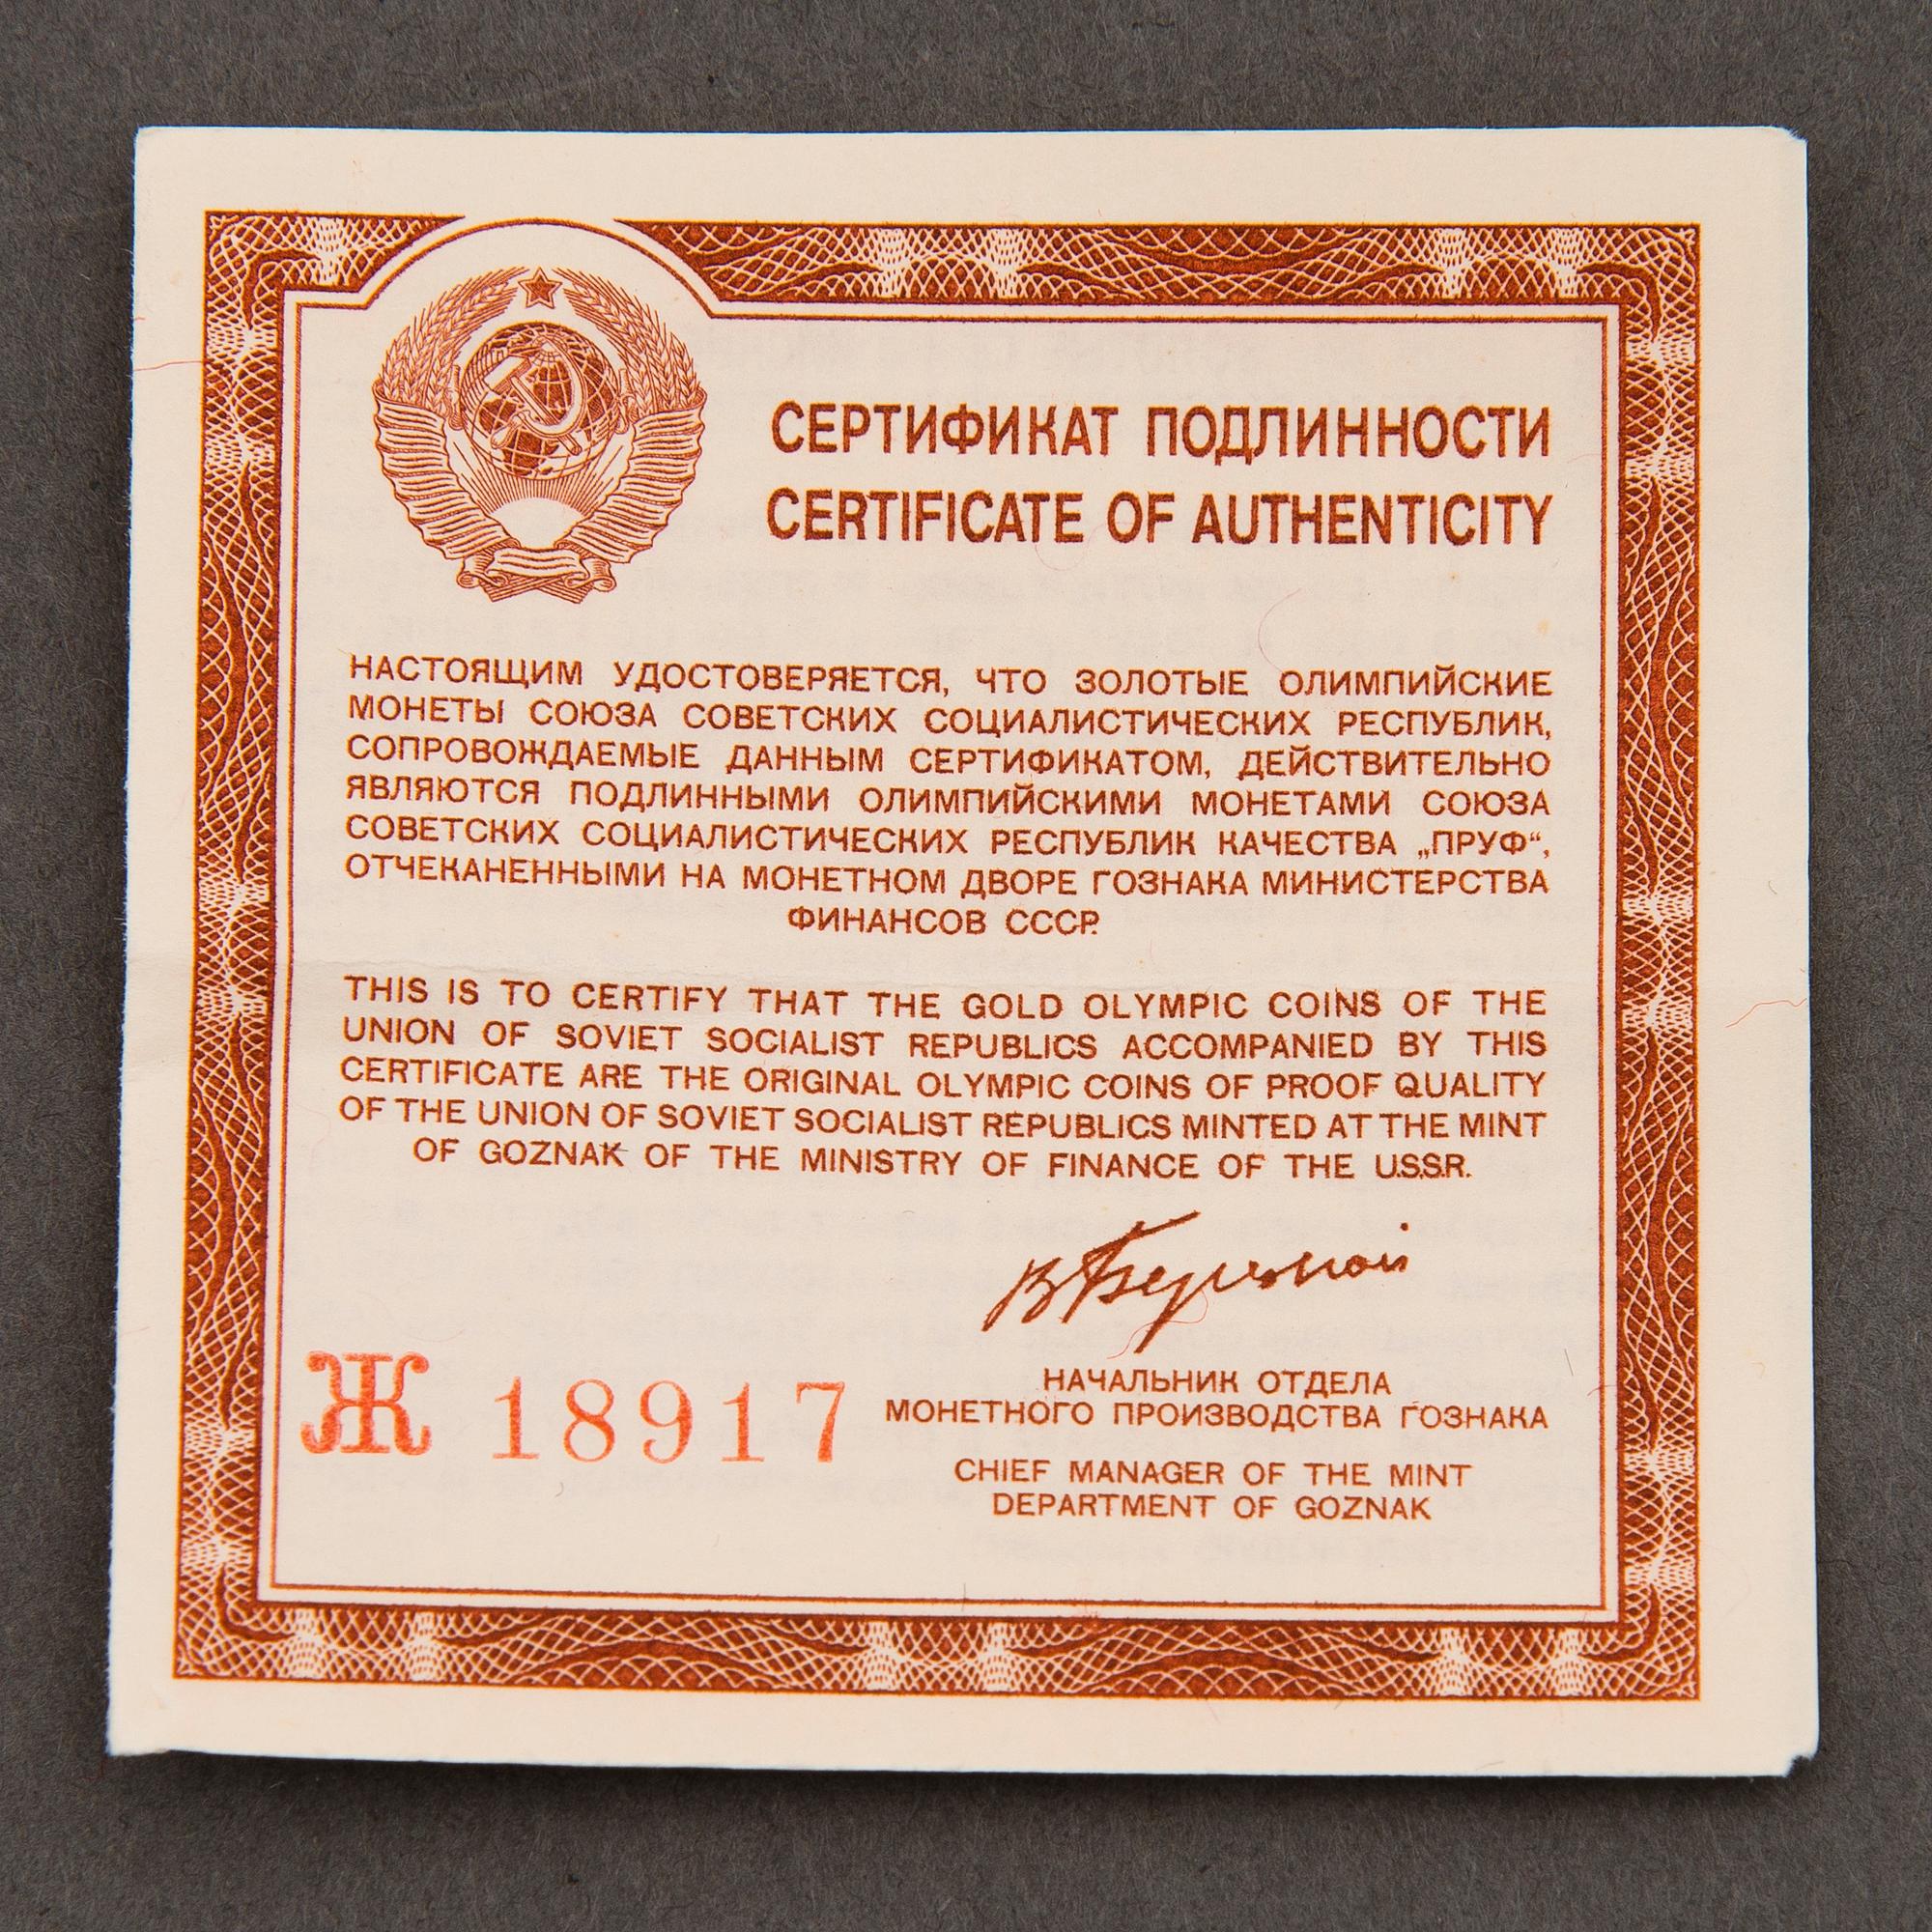 СЕРТИФИКАТ ПОДЛИННОСТИ
CERTIFICATE OF AUTHENTICITY
НАСТОЯЩИМ УДОСТОВЕРЯЕТСЯ, ЧТО ЗОЛОТЫЕ ОЛИМПИЙСКИЕ
МОНЕТЫ СОЮЗА СОВЕТСКИХ СОЦИАЛИСТИЧЕСКИХ РЕСПУБЛИК,
СОПРОВОЖДАЕМЫЕ ДАННЫМ СЕРТИФИКАТОМ, ДЕЙСТВИТЕЛЬНО
ЯВЛЯЮТСЯ ПОДЛИННЫМИ ОЛИМПИЙСКИМИ МОНЕТАМИ СОЮЗА
СОВЕТСКИХ СОЦИАЛИСТИЧЕСКИХ РЕСПУБЛИК КАЧЕСТВА „ПРУФ“,
ОТЧЕКАНЕННЫМИ НА МОНЕТНОМ ДВОРЕ ГОЗНАКА МИНИСТЕРСТВА
ФИНАНСОВ СССР.
THIS IS TO CERTIFY THAT THE GOLD OLYMPIC COINS OF THE
UNION OF SOVIET SOCIALIST REPUBLICS ACCOMPANIED BY THIS
CERTIFICATE ARE THE ORIGINAL OLYMPIC COINS OF PROOF QUALITY
OF THE UNION OF SOVIET SOCIALIST REPUBLICS MINTED AT THE MINT
OF GOZNAK OF THE MINISTRY OF FINANCE OF THE U.S.S.R.
Ж 18917
НАЧАЛЬНИК ОТДЕЛА
МОНЕТНОГО ПРОИЗВОДСТВА ГОЗНАКА
CHIEF MANAGER OF THE MINT
DEPARTMENT OF GOZNAK